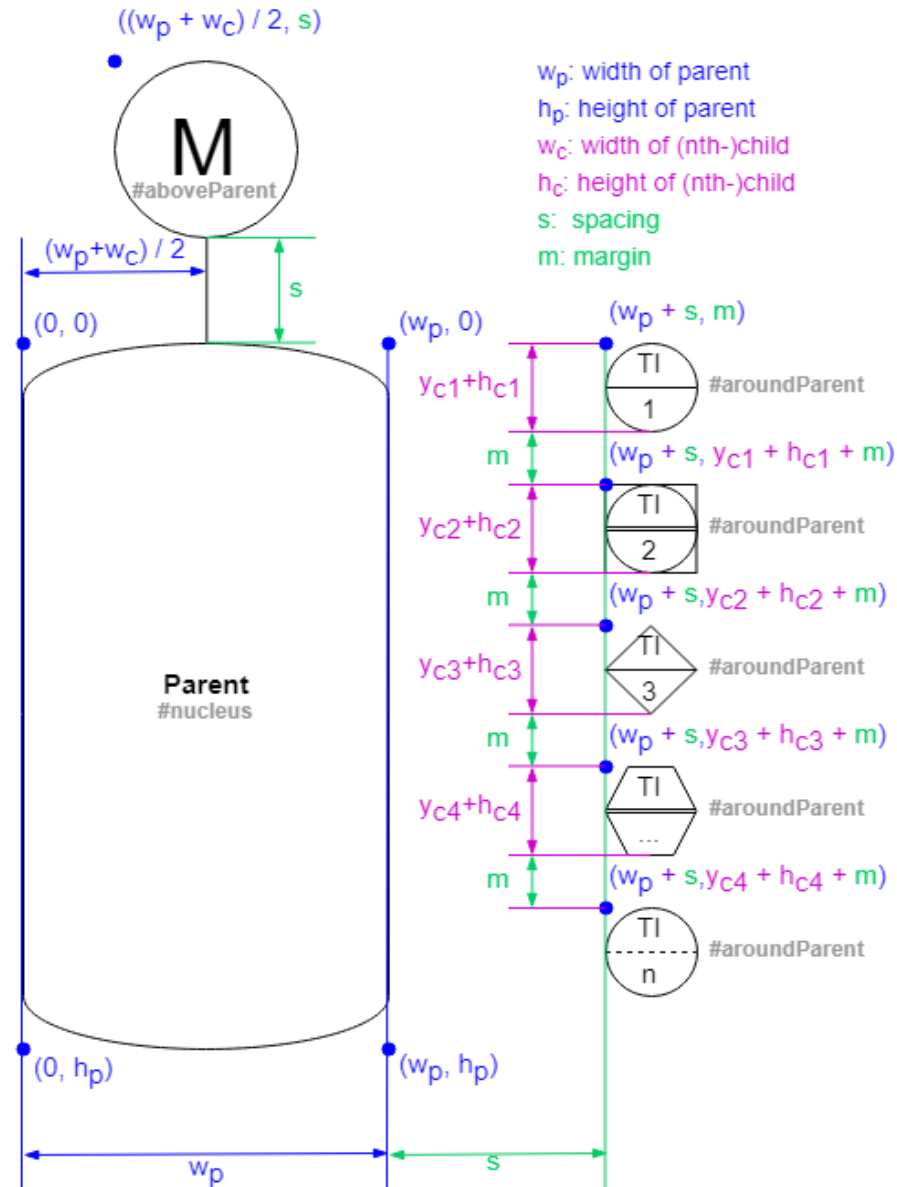 ((wp + wc) / 2, s)
wp: width of parent
hp: height of parent
wc: width of (nth-)child
hc: height of (nth-)child
s: spacing
m: margin
M
#aboveParent
(wp+wc) / 2
s
(0, 0)
(wp, 0)
(wp + s, m)
yc1+hc1
TI
1
#aroundParent
m
(wp + s, yc1 + hc1 + m)
yc2+hc2
TI
2
#aroundParent
m
(wp + s,yc2 + hc2 + m)
yc3+hc3
TI
3
#aroundParent
Parent
#nucleus
m
(wp + s,yc3 + hc3 + m)
yc4+hc4
TI
...
#aroundParent
m
(wp + s,yc4 + hc4 + m)
TI
n
#aroundParent
(0, hp)
(wp, hp)
wp
s